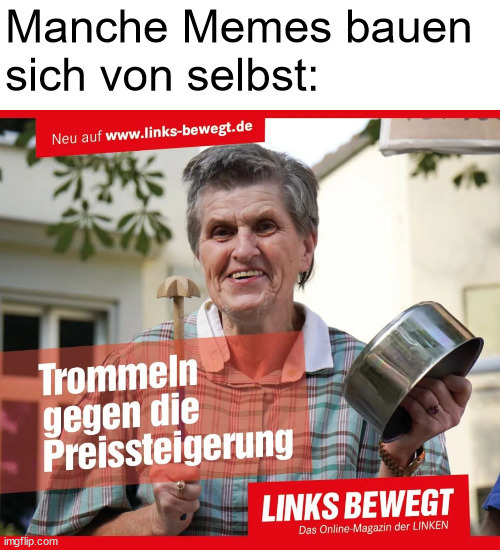 Manche Memes bauen
sich von selbst:
Neu auf www.links-bewegt.de
Trommeln
gegen die
Preissteigerung
LINKS BEWEGT
Das Online-Magazin der LINKEN
imgflip.com